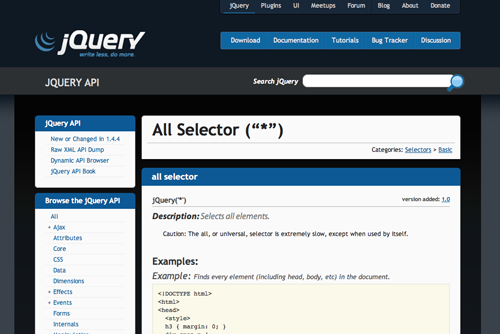 jQuery Plugins UI Meetups Forum Blog About Donate
jQuery
write less, do more.
Download Documentation Tutorials Bug Tracker Discussion
JQUERY API
Search jQuery
jQuery API
New or Changed in 1.4.4
Raw XML API Dump
Dynamic API Browser
jQuery API Book
Browse the jQuery API
All
+ Ajax
Attributes
Core
CSS
Data
Dimensions
+ Effects
+ Events
Forms
Internals
All Selector (“*”)
Categories: Selectors > Basic
all selector
jQuery('*')
version added: 1.0
Description: Selects all elements.
Caution: The all, or universal, selector is extremely slow, except when used by itself.
Examples:
Example: Finds every element (including head, body, etc) in the document.
<!DOCTYPE html>
<html>
<head>
<style>
h3 { margin: 0; }